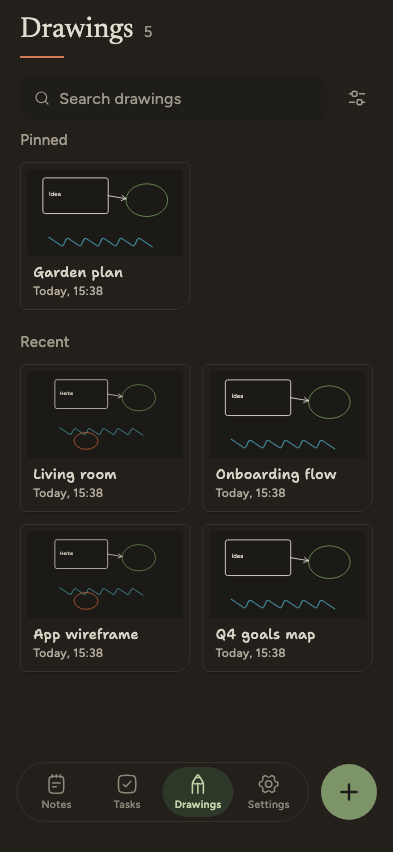 Drawings 5
Search drawings
Pinned
Idea
Garden plan
Today, 15:38
Recent
Herbs
Living room
Today, 15:38
Idea
Onboarding flow
Today, 15:38
Herbs
App wireframe
Today, 15:38
Idea
Q4 goals map
Today, 15:38
Notes
Tasks
Drawings
Settings